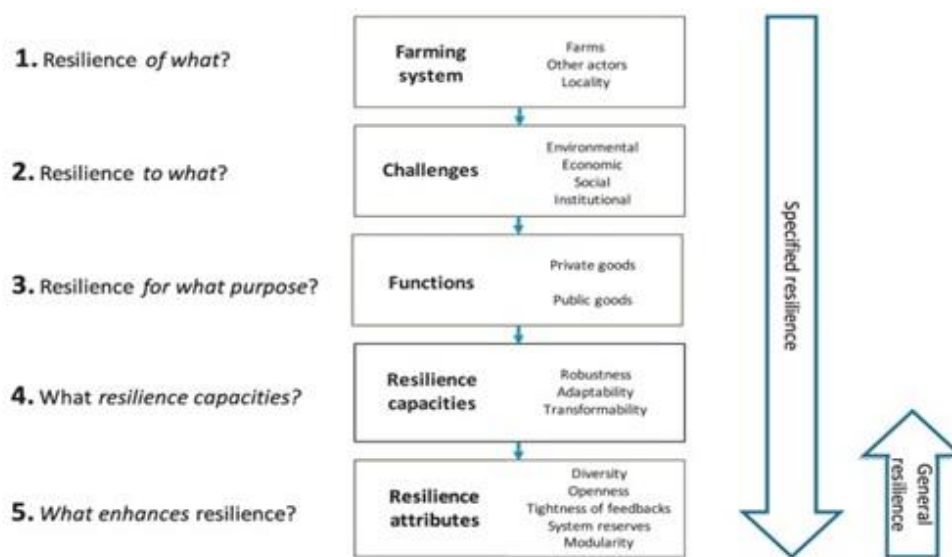 1. Resilience of what?
Farming
system
Farms
Other actors
Locality
2. Resilience to what?
Challenges
Environmental
Economic
Social
Institutional
3. Resilience for what purpose?
Functions
Private goods
Public goods
4. What resilience capacities?
Resilience
capacities
Robustness
Adaptability
Transformability
5. What enhances resilience?
Resilience
attributes
Diversity
Openness
Tightness of feedbacks
System reserves
Modularity
Specified resilience
General
resilience